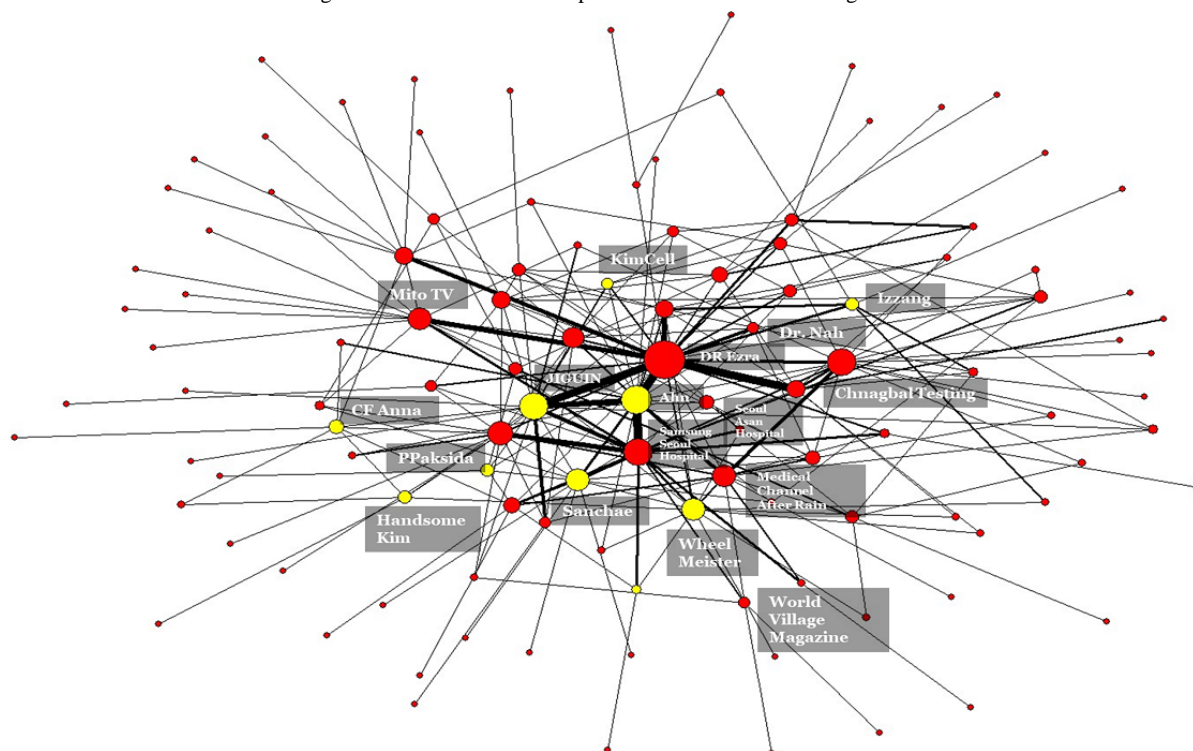 KimCell
Mito TV
Izzang
Dr. Nah
DR Ezra
JIGUIN
Ahn
Chnagbal Testing
CF Anna
Seoul
Asan
Hospital
Samsung
Seoul
Hospital
PPaksida
Medical
Channel
After Rain
Sanchae
Handsome
Kim
Wheel
Meister
World
Village
Magazine